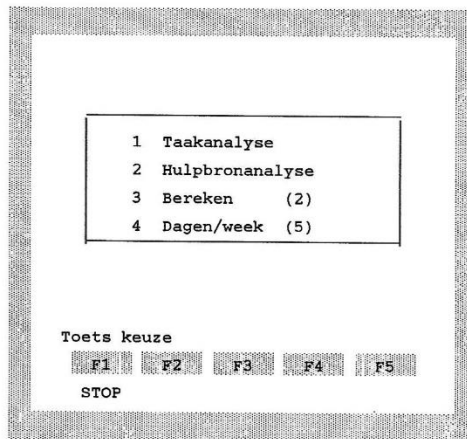 1 Taakanalyse
2 Hulpbronanalyse
3 Bereken (2)
4 Dagen/week (5)
Toets keuze
F1 F2 F3 F4 F5
STOP